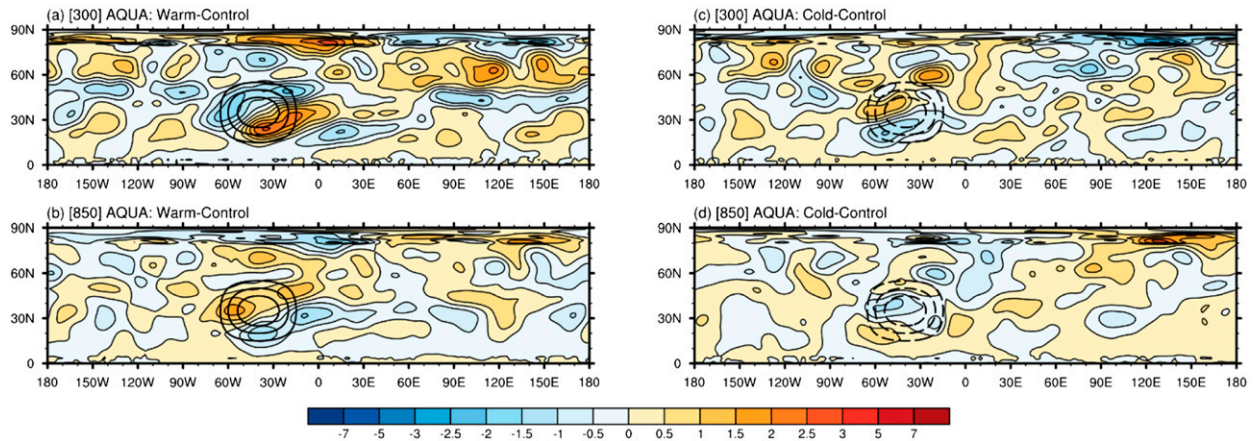 (a) [300] AQUA: Warm-Control
90N
60N
30N
0
180 150W 120W 90W 60W 30W 0 30E 60E 90E 120E 150E 180
(c) [300] AQUA: Cold-Control
90N
60N
30N
0
180 150W 120W 90W 60W 30W 0 30E 60E 90E 120E 150E 180
(b) [850] AQUA: Warm-Control
90N
60N
30N
0
180 150W 120W 90W 60W 30W 0 30E 60E 90E 120E 150E 180
(d) [850] AQUA: Cold-Control
90N
60N
30N
0
180 150W 120W 90W 60W 30W 0 30E 60E 90E 120E 150E 180
-7 -5 -3 -2.5 -2 -1.5 -1 -0.5 0 0.5 1 1.5 2 2.5 3 5 7